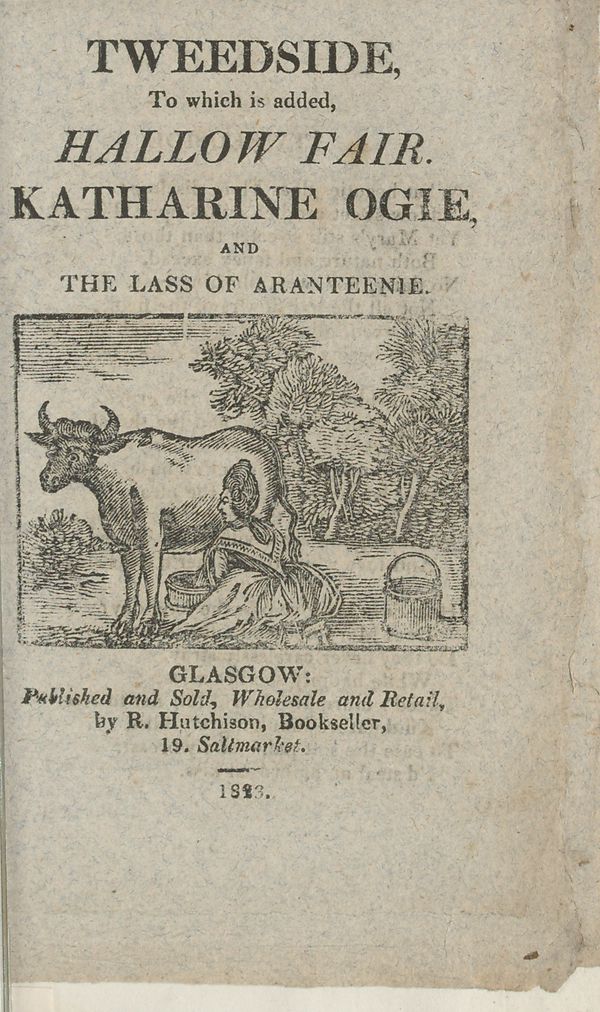 TWEEDSIDE,
To which is added,
HALLOW FAIR.
KATHARINE OGIE,
AND
THE LASS OF ARANTEENIE.
GLASGOW:
Published and Sold, Wholesale and Retail,
by R. Hutchison, Bookseller,
19. Saltmarket.
1823.